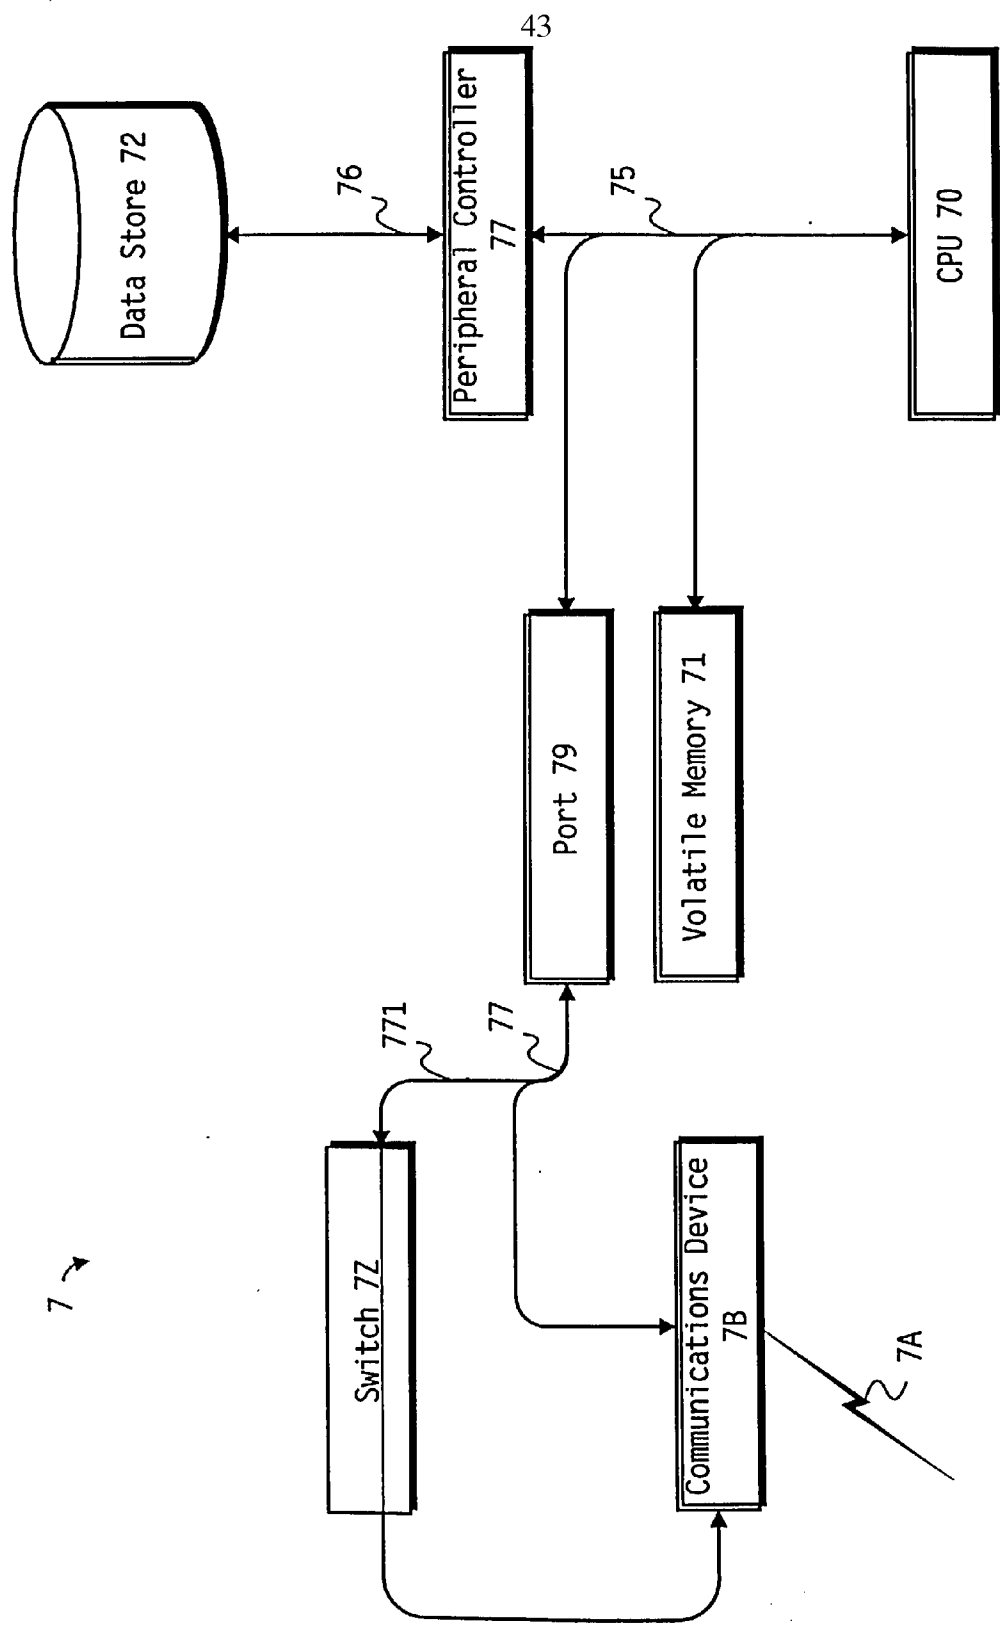 43
Data Store 72
76
Peripheral Controller
77
75
CPU 70
Port 79
Volatile Memory 71
771
77
Switch 7Z
Communications Device
7B
7A
7